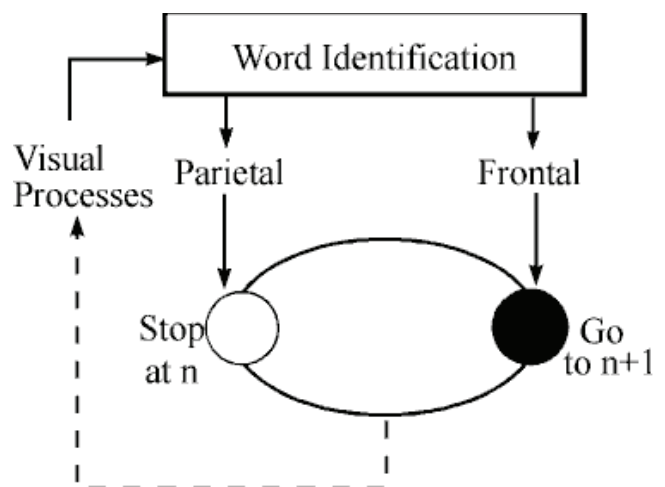 Word Identification
Visual
Processes
Parietal
Frontal
Stop
at n
Go
to n+1